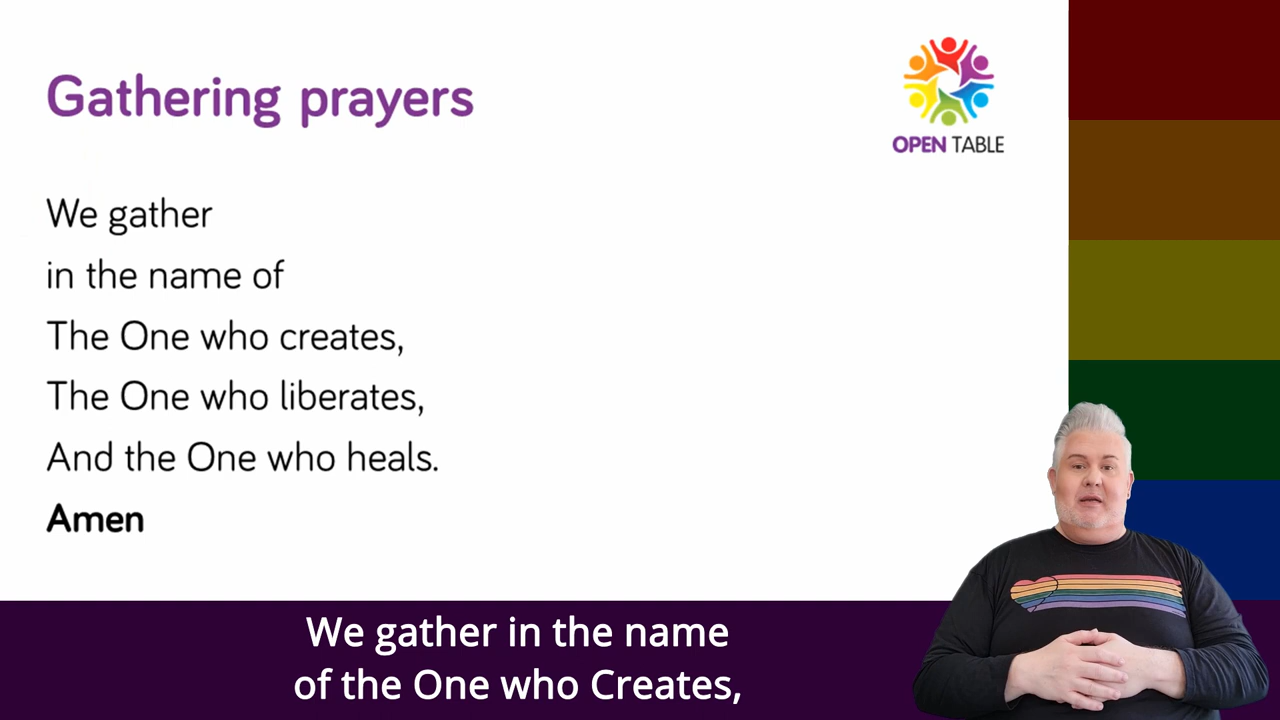 Gathering prayers
OPEN TABLE
We gather
in the name of
The One who creates,
The One who liberates,
And the One who heals.
Amen
We gather in the name
of the One who Creates,